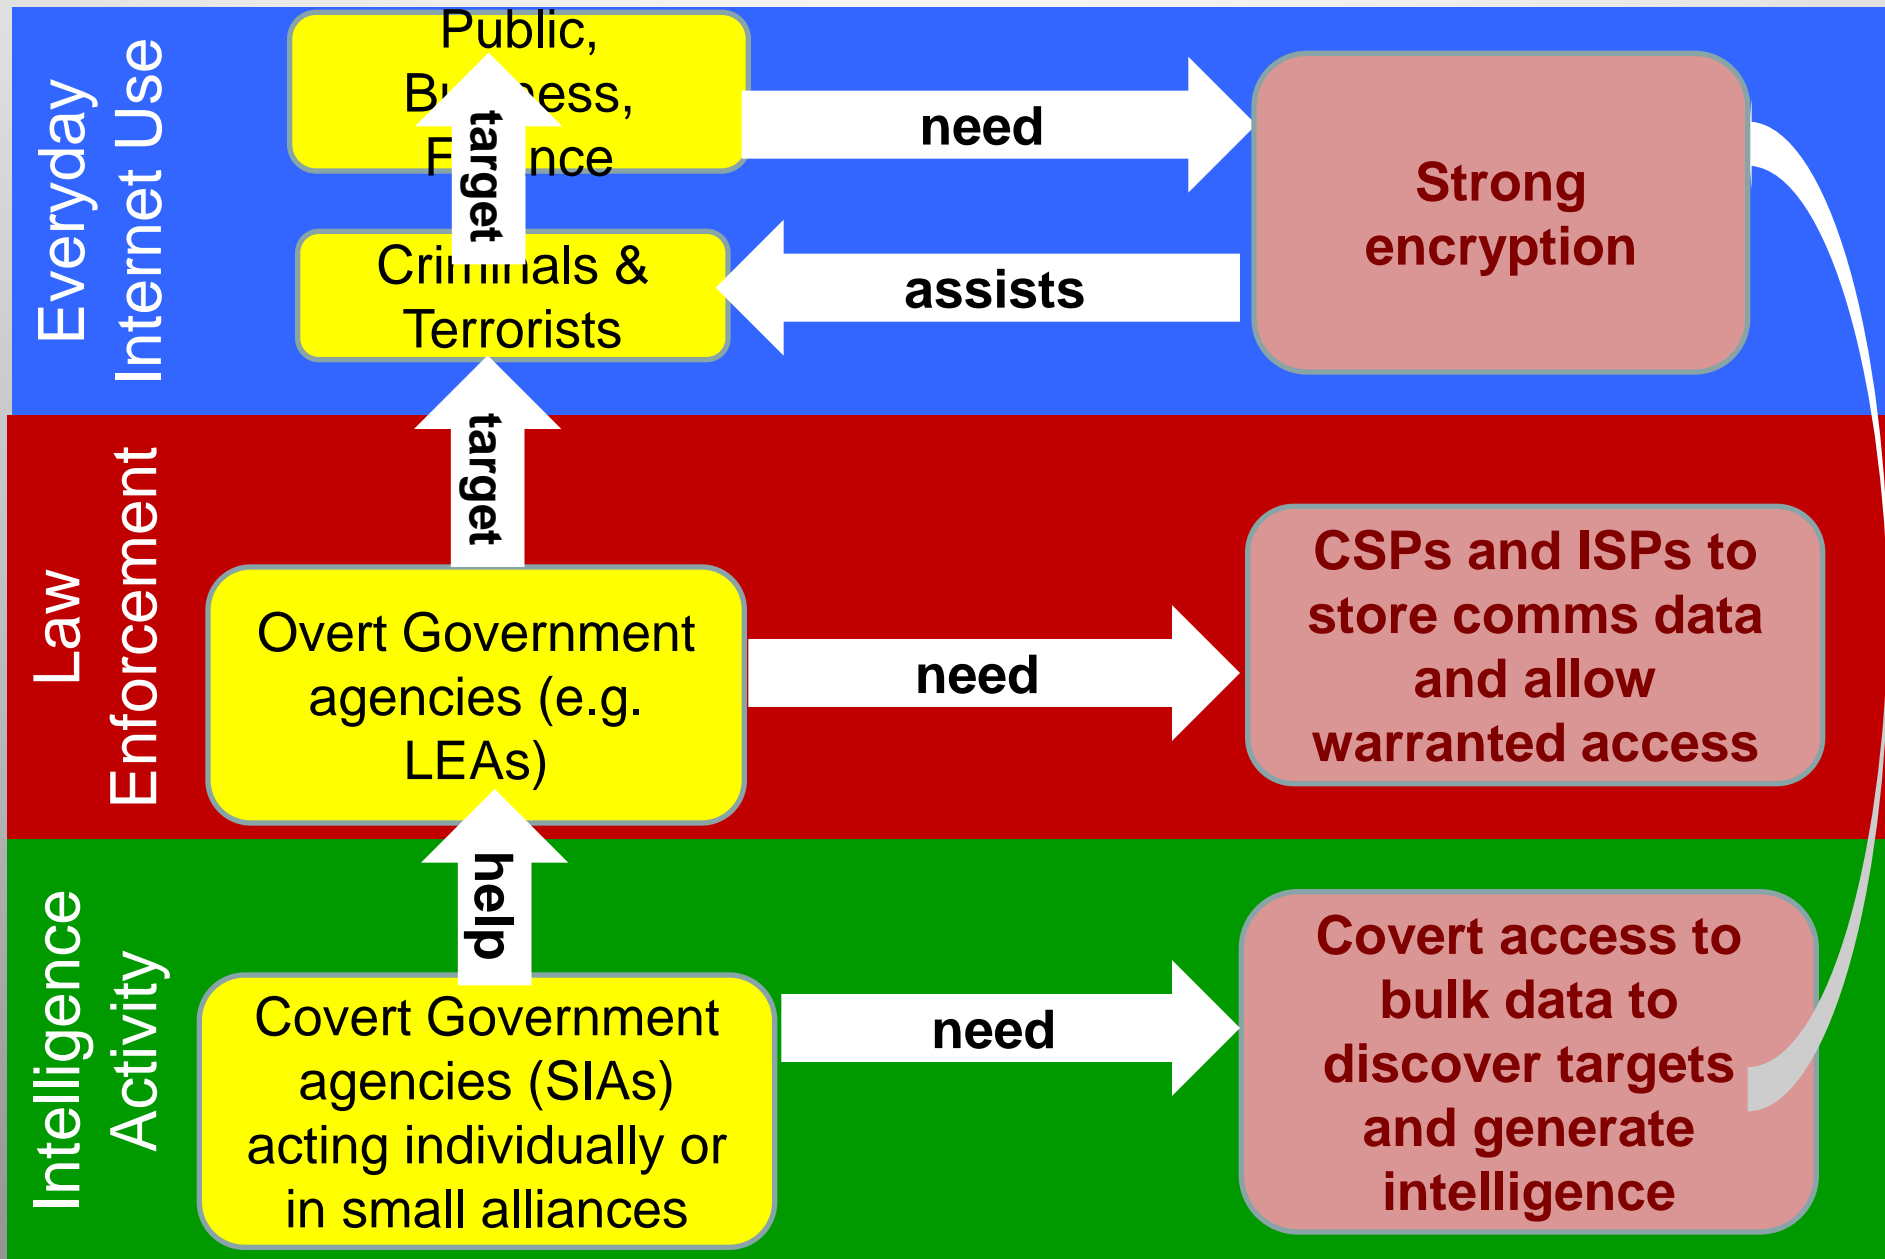 Everyday
Internet Use
Public,
target
need
Strong
encryption
Criminals &
Terrorists
assists
Law
Enforcement
target
Overt Government
agencies (e.g.
LEAs)
need
CSPs and ISPs to
store comms data
and allow
warranted access
Intelligence
Activity
help
Covert Government
agencies (SIAs)
acting individually or
in small alliances
need
Covert access to
bulk data to
discover targets
and generate
intelligence